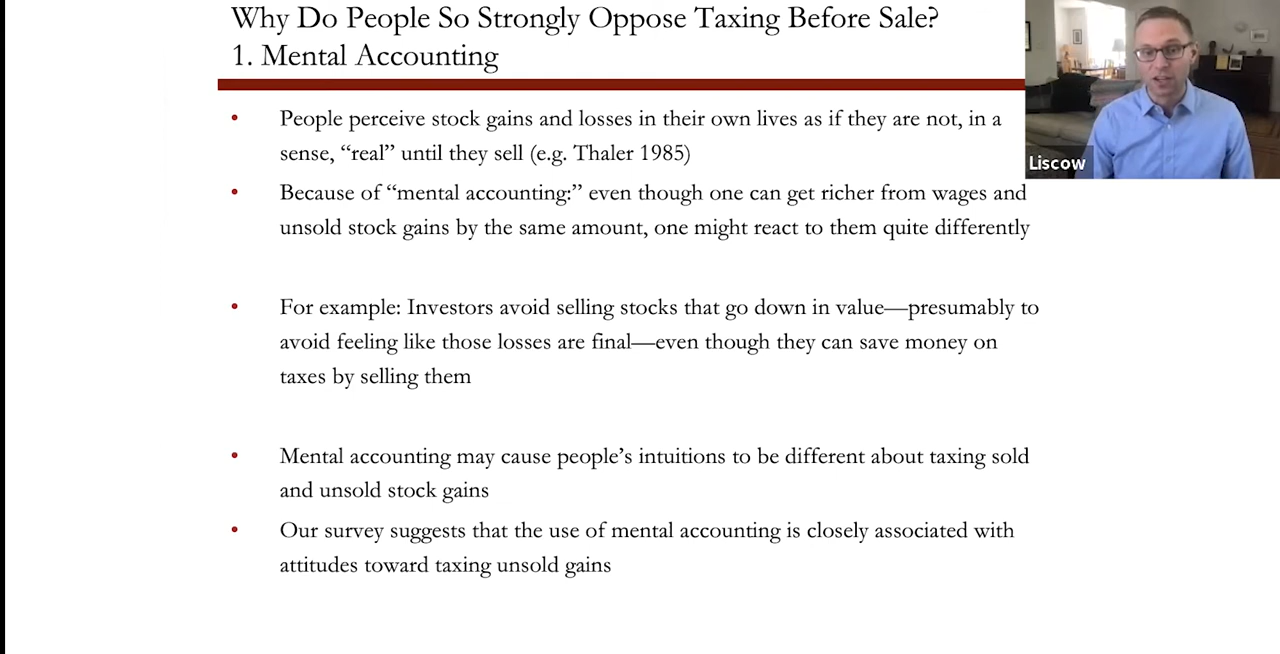 Why Do People So Strongly Oppose Taxing Before Sale?
1. Mental Accounting
• People perceive stock gains and losses in their own lives as if they are not, in a
sense, “real” until they sell (e.g. Thaler 1985)
• Because of “mental accounting:” even though one can get richer from wages and
unsold stock gains by the same amount, one might react to them quite differently
• For example: Investors avoid selling stocks that go down in value—presumably to
avoid feeling like those losses are final—even though they can save money on
taxes by selling them
• Mental accounting may cause people’s intuitions to be different about taxing sold
and unsold stock gains
• Our survey suggests that the use of mental accounting is closely associated with
attitudes toward taxing unsold gains
Liscow